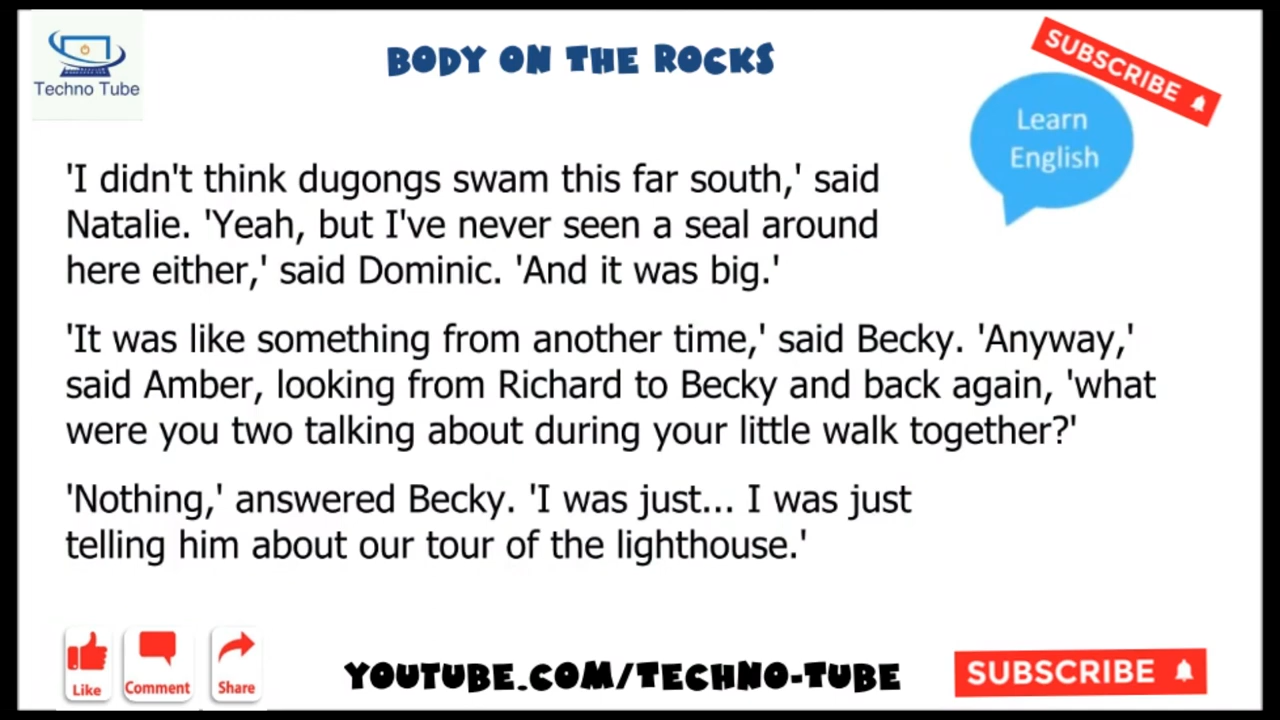 Techno Tube
BODY ON THE ROCKS
SUBSCRIBE
Learn
English
'I didn't think dugongs swam this far south,' said
Natalie. 'Yeah, but I've never seen a seal around
here either,' said Dominic. 'And it was big.'
'It was like something from another time,' said Becky. 'Anyway,'
said Amber, looking from Richard to Becky and back again, 'what
were you two talking about during your little walk together?'
'Nothing,' answered Becky. 'I was just... I was just
telling him about our tour of the lighthouse.'
Like
Comment
Share
YOUTUBE.COM/TECHNO-TUBE
SUBSCRIBE